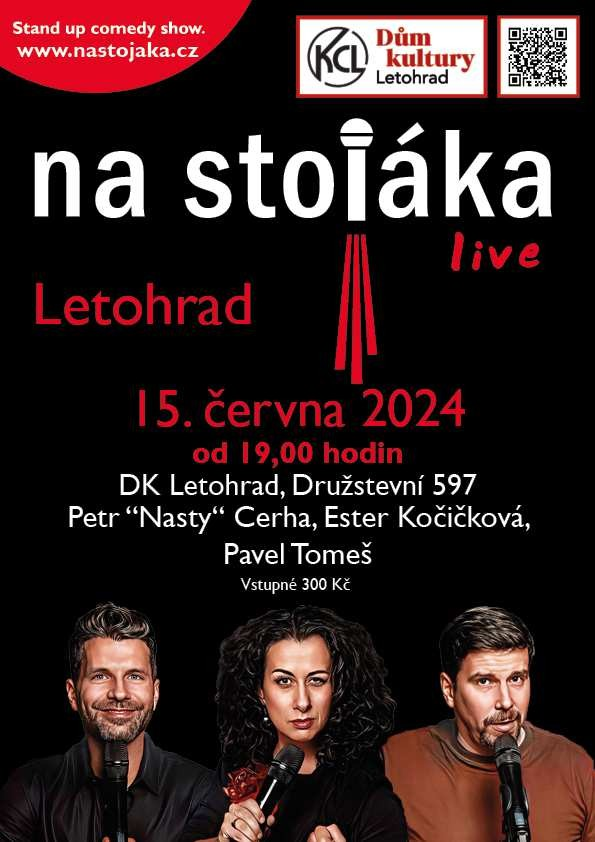 Stand up comedy show.
www.nastojaka.cz
KCL
Dům
kultury
Letohrad
na stojáka
live
Letohrad
15. června 2024
od 19,00 hodin
DK Letohrad, Družstevní 597
Petr “Nasty“ Cerha, Ester Kočičková,
Pavel Tomeš
Vstupné 300 Kč